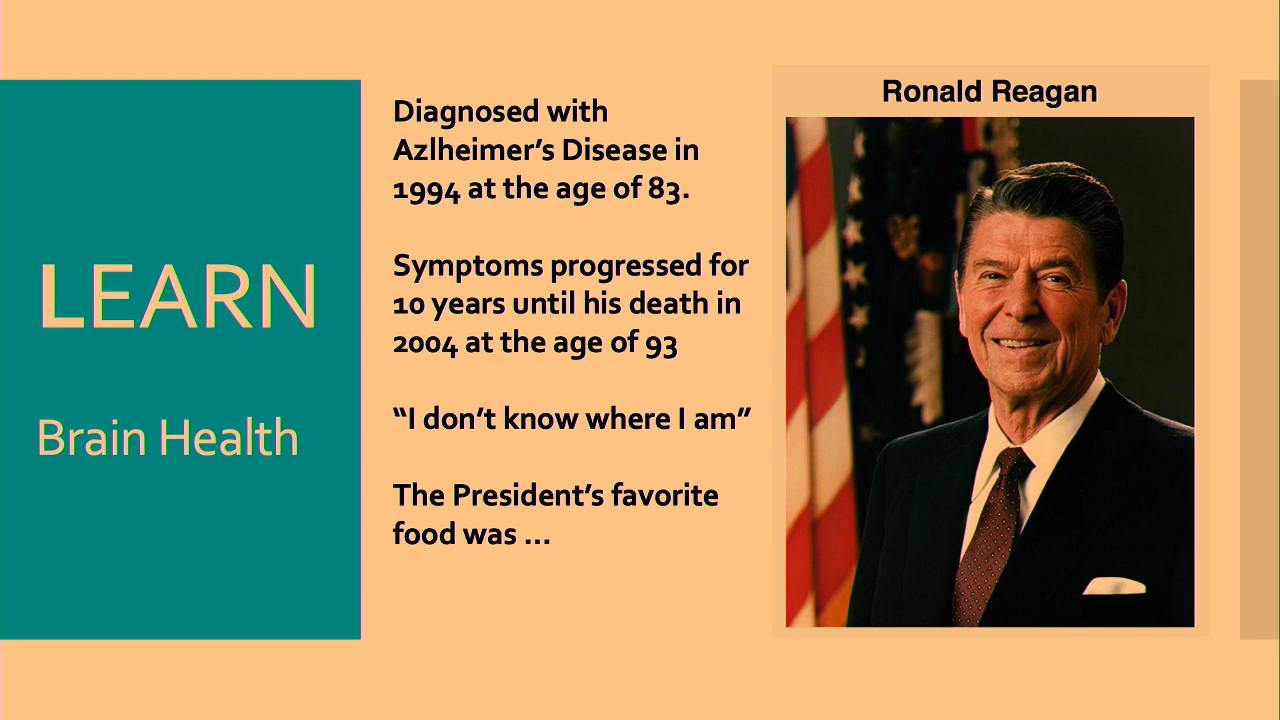 LEARN
Brain Health
Diagnosed with
Azlheimer’s Disease in
1994 at the age of 83.
Symptoms progressed for
10 years until his death in
2004 at the age of 93
“I don’t know where I am”
The President’s favorite
food was ...
Ronald Reagan